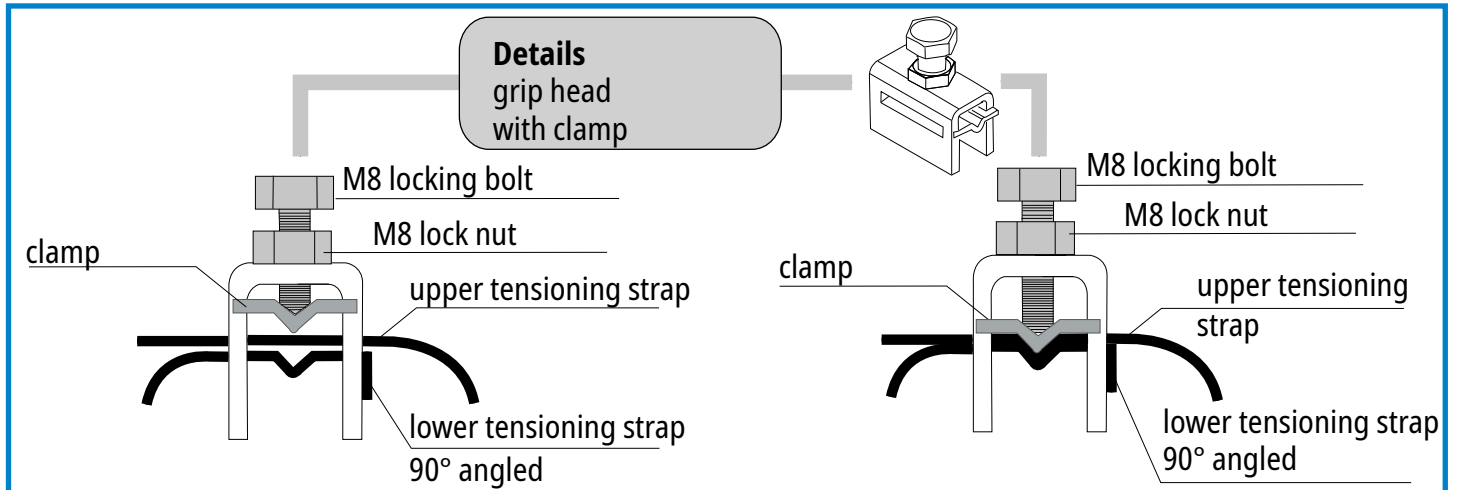 Details
grip head
with clamp
M8 locking bolt
M8 lock nut
clamp
upper tensioning strap
lower tensioning strap
90° angled
M8 locking bolt
M8 lock nut
clamp
upper tensioning
strap
lower tensioning strap
90° angled